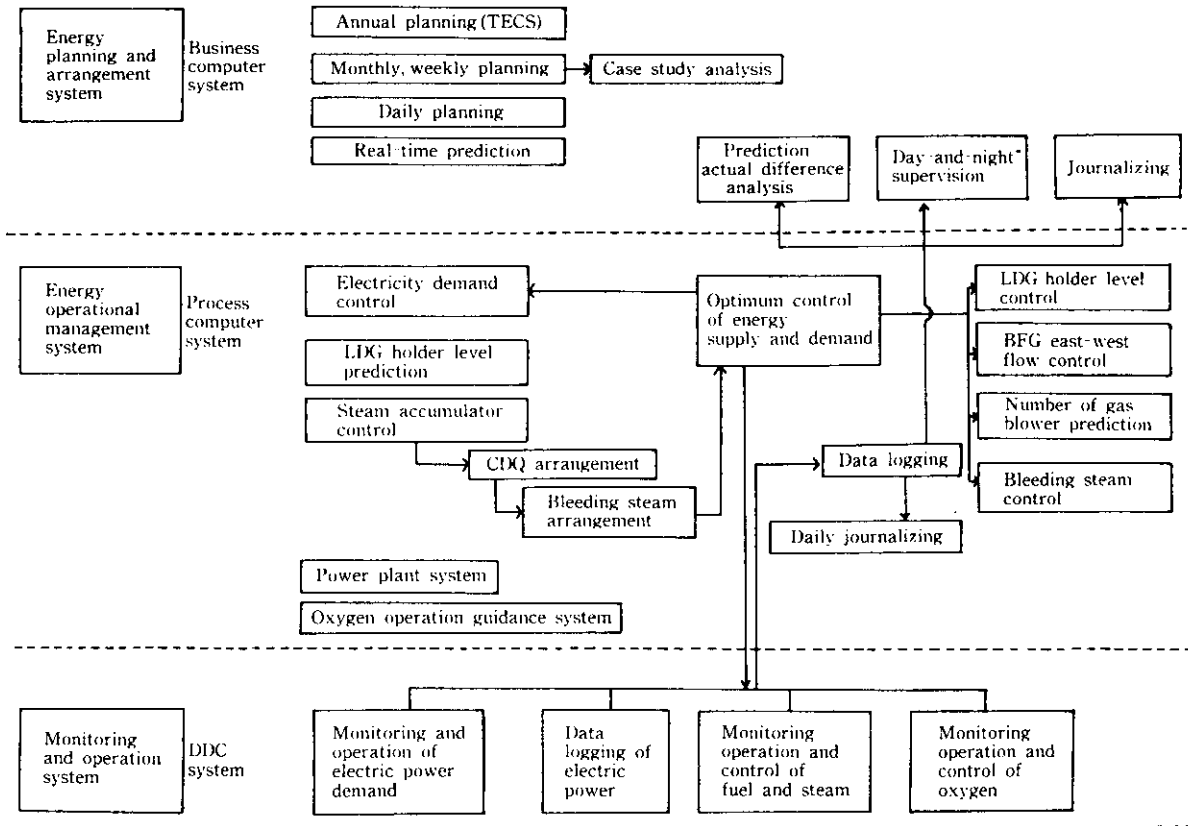 Energy
planning and
arrangement
system
Business
computer
system
Annual planning (TECS)
Monthly, weekly planning
Case study analysis
Daily planning
Real-time prediction
Prediction
actual difference
analysis
Day-and-night
supervision
Journalizing
Energy
operational
management
system
Process
computer
system
Electricity demand
control
LDG holder level
prediction
Steam accumulator
control
CDQ arrangement
Bleeding steam
arrangement
Optimum control
of energy
supply and demand
LDG holder level
control
BFG east-west
flow control
Number of gas
blower prediction
Bleeding steam
control
Data logging
Daily journalizing
Power plant system
Oxygen operation guidance system
Monitoring
and operation
system
DDC
system
Monitoring and
operation of
electric power
demand
Data
logging of
electric
power
Monitoring
operation and
control of
fuel and steam
Monitoring
operation and
control of
oxygen